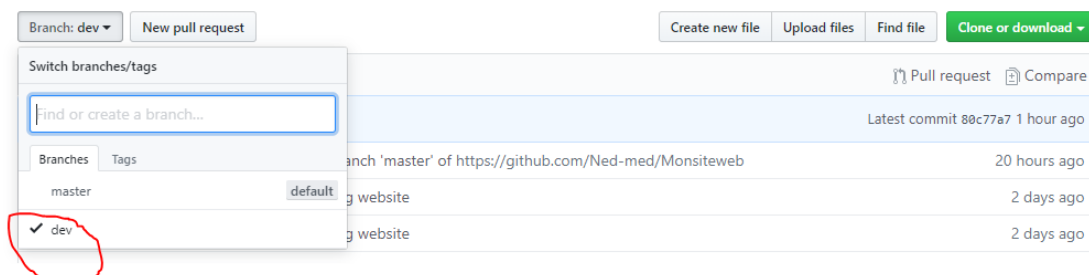 Branch: dev New pull request Create new file Upload files Find file Clone or download
Switch branches/tags
Pull request Compare
Find or create a branch...
Latest commit 80c77a7 1 hour ago
Branches Tags
anch 'master' of https://github.com/Ned-med/Monsiteweb 20 hours ago
master default
g website 2 days ago
dev
g website 2 days ago